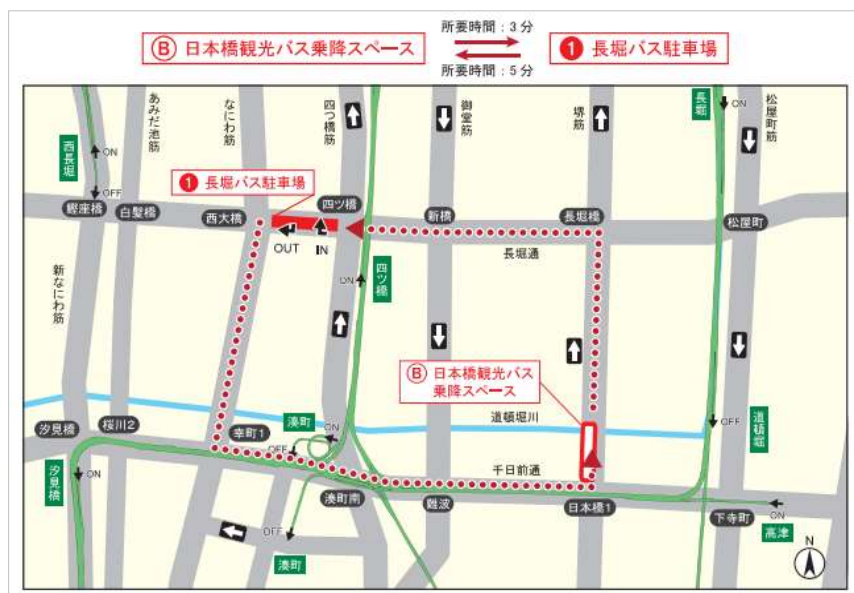 所要時間：3分
Ⓑ 日本橋観光バス乗降スペース
❶ 長堀バス駐車場
所要時間：5分
あみだ池筋
なにわ筋
四つ橋筋
御堂筋
堺筋
長堀
ON
松屋町筋
西長堀
ON
OFF
❶ 長堀バス駐車場
四ツ橋
鰹座橋
白髪橋
西大橋
新橋
長堀橋
松屋町
OUT
IN
長堀通
新なにわ筋
ON
四ツ橋
Ⓑ 日本橋観光バス
乗降スペース
道頓堀川
OFF
道頓堀
汐見橋
桜川2
幸町1
湊町
ON
OFF
汐見橋
ON
千日前通
湊町南
難波
日本橋1
下寺町
ON
高津
OFF
湊町
N